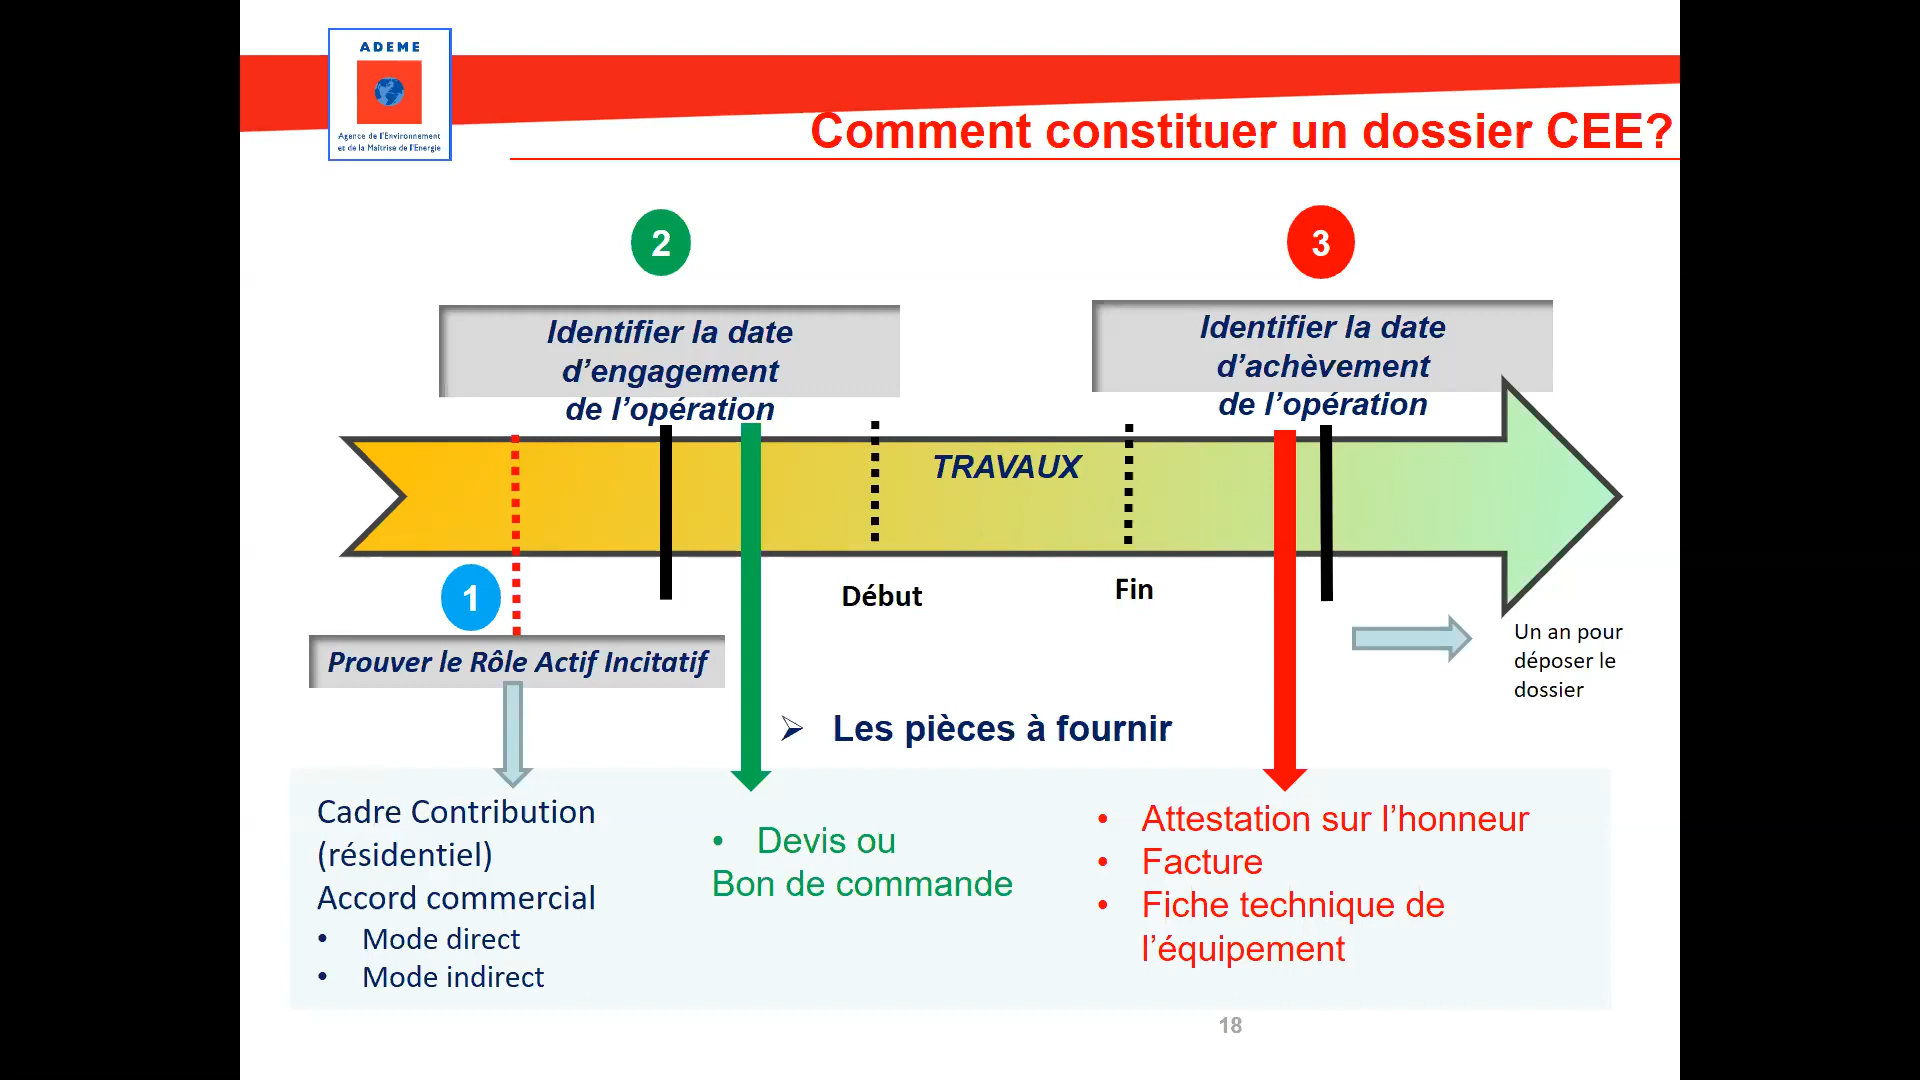 ADEME
Agence de l'Environnement
et de la Maîtrise de l'Energie
Comment constituer un dossier CEE?
2
3
Identifier la date
d'engagement
de l'opération
Identifier la date
d'achèvement
de l'opération
TRAVAUX
1
Début
Fin
Prouver le Rôle Actif Incitatif
Un an pour
déposer le
dossier
➢ Les pièces à fournir
Cadre Contribution
(résidentiel)
Accord commercial
• Mode direct
• Mode indirect
• Devis ou
Bon de commande
• Attestation sur l'honneur
• Facture
• Fiche technique de
l'équipement
18